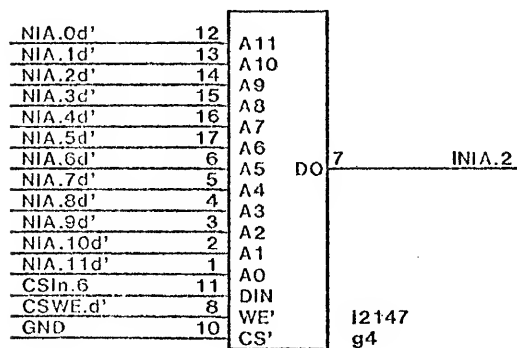 NIA.0d' 12 A11
NIA.1d' 13 A10
NIA.2d' 14 A9
NIA.3d' 15 A8
NIA.4d' 16 A7
NIA.5d' 17 A6
NIA.6d' 6 A5 DO 7 INIA.2
NIA.7d' 5 A4
NIA.8d' 4 A3
NIA.9d' 3 A2
NIA.10d' 2 A1
NIA.11d' 1 A0
CSIn.6 11 DIN
CSWE.d' 8 WE' I2147
GND 10 CS' g4